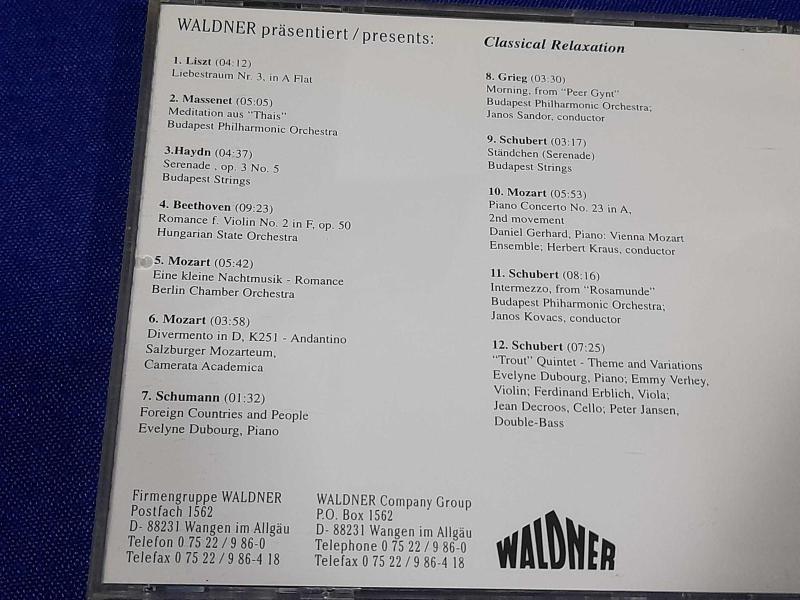 WALDNER präsentiert / presents:
1. Liszt (04:12)
Liebestraum Nr. 3, in A Flat
2. Massenet (05:05)
Meditation aus "Thais"
Budapest Philharmonic Orchestra
3.Haydn (04:37)
Serenade , op. 3 No. 5
Budapest Strings
4. Beethoven (09:23)
Romance f. Violin No. 2 in F, op. 50
Hungarian State Orchestra
5. Mozart (05:42)
Eine kleine Nachtmusik - Romance
Berlin Chamber Orchestra
6. Mozart (03:58)
Divermento in D, K251 - Andantino
Salzburger Mozarteum,
Camerata Academica
7. Schumann (01:32)
Foreign Countries and People
Evelyne Dubourg, Piano
Classical Relaxation
8. Grieg (03:30)
Morning, from "Peer Gynt"
Budapest Philharmonic Orchestra;
Janos Sandor, conductor
9. Schubert (03:17)
Ständchen (Serenade)
Budapest Strings
10. Mozart (05:53)
Piano Concerto No. 23 in A,
2nd movement
Daniel Gerhard, Piano: Vienna Mozart
Ensemble; Herbert Kraus, conductor
11. Schubert (08:16)
Intermezzo, from "Rosamunde"
Budapest Philharmonic Orchestra;
Janos Kovacs, conductor
12. Schubert (07:25)
"Trout" Quintet - Theme and Variations
Evelyne Dubourg, Piano; Emmy Verhey,
Violin; Ferdinand Erblich, Viola;
Jean Decroos, Cello; Peter Jansen,
Double-Bass
Firmengruppe WALDNER
Postfach 1562
D- 88231 Wangen im Allgäu
Telefon 0 75 22 / 9 86-0
Telefax 0 75 22 / 9 86-4 18
WALDNER Company Group
P.O. Box 1562
D- 88231 Wangen im Allgäu
Telephone 0 75 22 / 9 86-0
Telefax 0 75 22 / 9 86-4 18
WALDNER